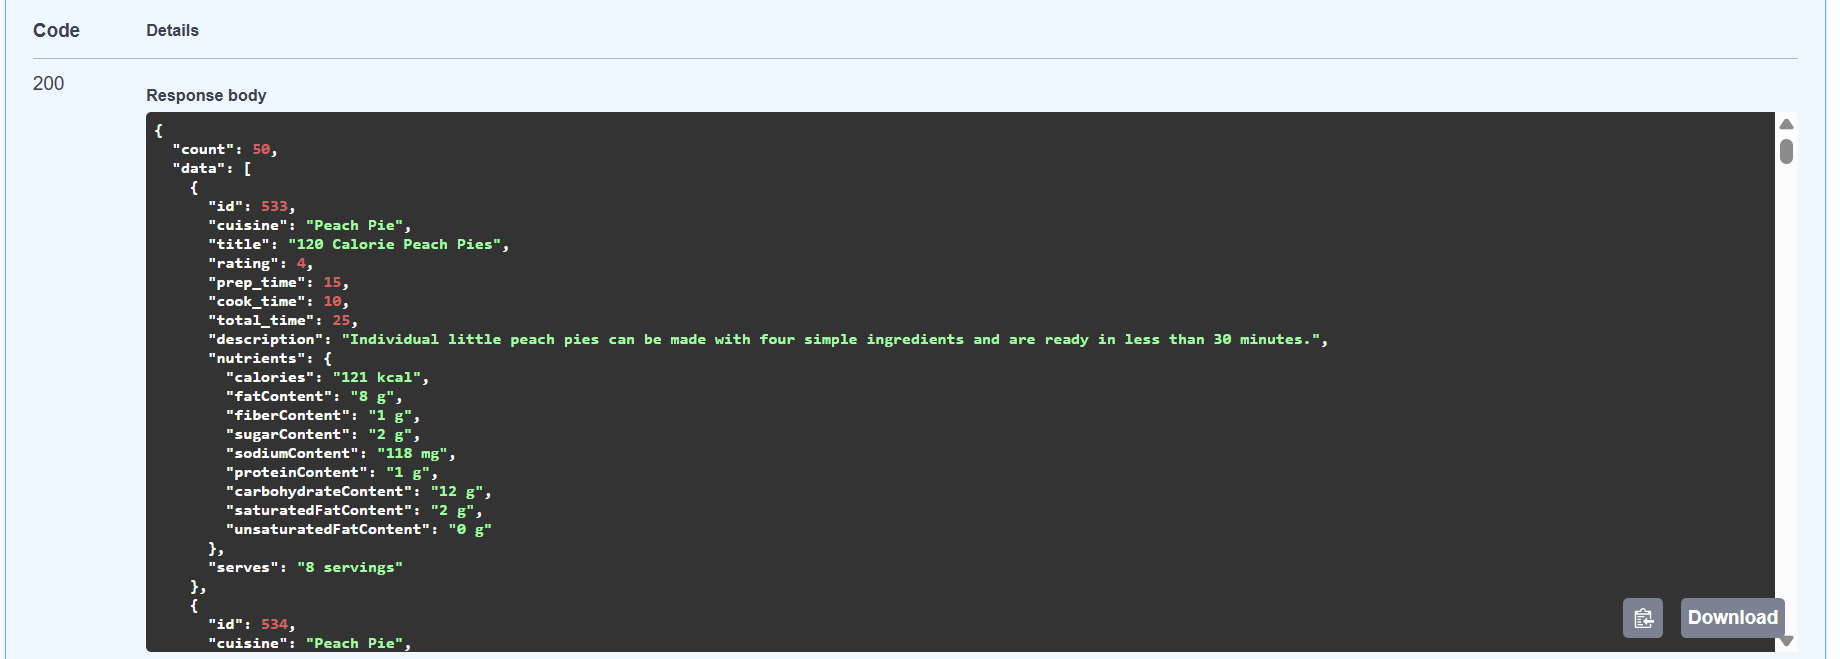 Code Details
200
Response body
{
  "count": 50,
  "data": [
    {
      "id": 533,
      "cuisine": "Peach Pie",
      "title": "120 Calorie Peach Pies",
      "rating": 4,
      "prep_time": 15,
      "cook_time": 10,
      "total_time": 25,
      "description": "Individual little peach pies can be made with four simple ingredients and are ready in less than 30 minutes.",
      "nutrients": {
        "calories": "121 kcal",
        "fatContent": "8 g",
        "fiberContent": "1 g",
        "sugarContent": "2 g",
        "sodiumContent": "118 mg",
        "proteinContent": "1 g",
        "carbohydrateContent": "12 g",
        "saturatedFatContent": "2 g",
        "unsaturatedFatContent": "0 g"
      },
      "serves": "8 servings"
    },
    {
      "id": 534,
      "cuisine": "Peach Pie",
Download